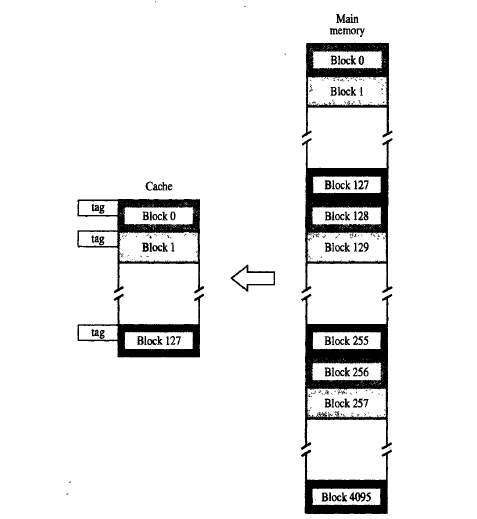 Main
memory
Block 0
Block 1
Block 127
Block 128
Block 129
Block 255
Block 256
Block 257
Block 4095
Cache
tag
Block 0
tag
Block 1
tag
Block 127